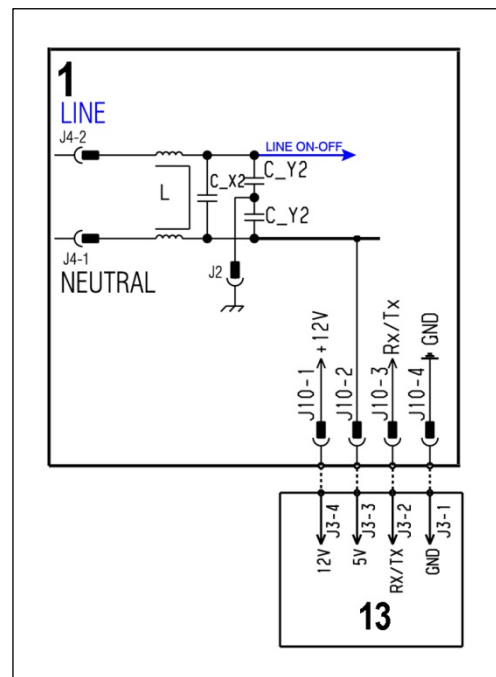 1
LINE
J4-2
LINE ON-OFF
C_Y2
C_X2
L
C_Y2
J4-1
NEUTRAL
J2
J10-1
+12V
J10-2
J10-3
Rx/Tx
J10-4
GND
12V
J3-4
5V
J3-3
RX/TX
J3-2
GND
J3-1
13